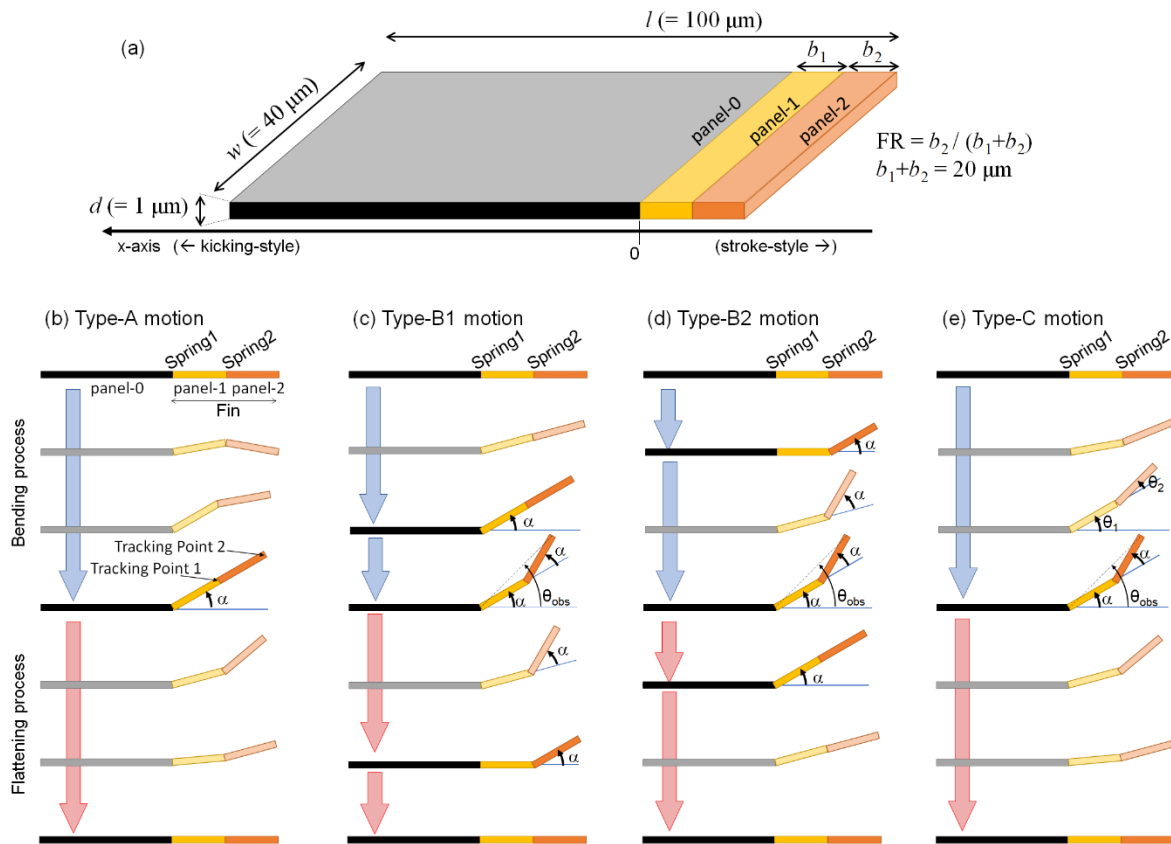 (a)
l (= 100 μm)
b1
b2
w (= 40 μm)
panel-0
panel-1
panel-2
FR = b2 / (b1+b2)
b1+b2 = 20 μm
d (= 1 μm)
x-axis (← kicking-style)
0
(stroke-style →)
(b) Type-A motion
Spring1
Spring2
panel-0
panel-1 panel-2
Fin
Tracking Point 2
Tracking Point 1
α
(c) Type-B1 motion
Spring1
Spring2
α
α
α
θobs
α
α
(d) Type-B2 motion
Spring1
Spring2
α
α
α
α
θobs
α
(e) Type-C motion
Spring1
Spring2
θ2
θ1
α
α
θobs
Bending process
Flattening process